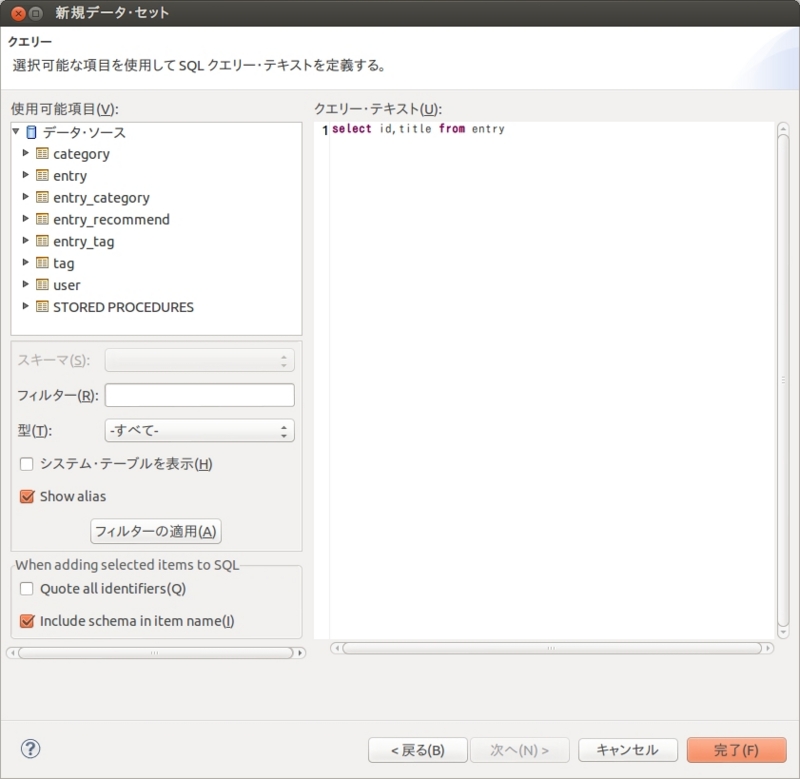 新規データ・セット
クエリー
選択可能な項目を使用して SQL クエリー・テキストを定義する。
使用可能項目(V):
クエリー・テキスト(U):
データ・ソース
category
entry
entry_category
entry_recommend
entry_tag
tag
user
STORED PROCEDURES
1 select id,title from entry
スキーマ(S):
フィルター(R):
型(T):
-すべて-
システム・テーブルを表示(H)
Show alias
フィルターの適用(A)
When adding selected items to SQL
Quote all identifiers(Q)
Include schema in item name(I)
?
< 戻る(B)
次へ(N) >
キャンセル
完了(F)